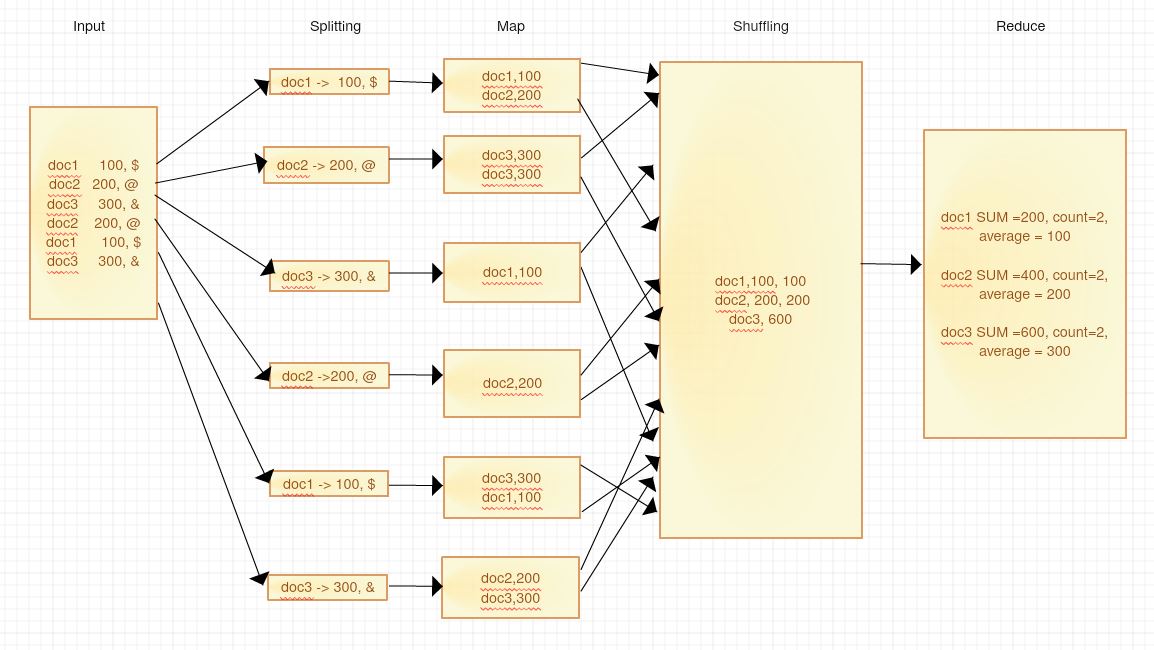 Input
Splitting
Map
Shuffling
Reduce
doc1 100, $
doc2 200, @
doc3 300, &
doc2 200, @
doc1 100, $
doc3 300, &
doc1 -> 100, $
doc2 -> 200, @
doc3 -> 300, &
doc2 ->200, @
doc1 -> 100, $
doc3 -> 300, &
doc1,100
doc2,200
doc3,300
doc3,300
doc1,100
doc2,200
doc3,300
doc1,100
doc2,200
doc3,300
doc1,100, 100
doc2, 200, 200
doc3, 600
doc1 SUM =200, count=2,
average = 100
doc2 SUM =400, count=2,
average = 200
doc3 SUM =600, count=2,
average = 300